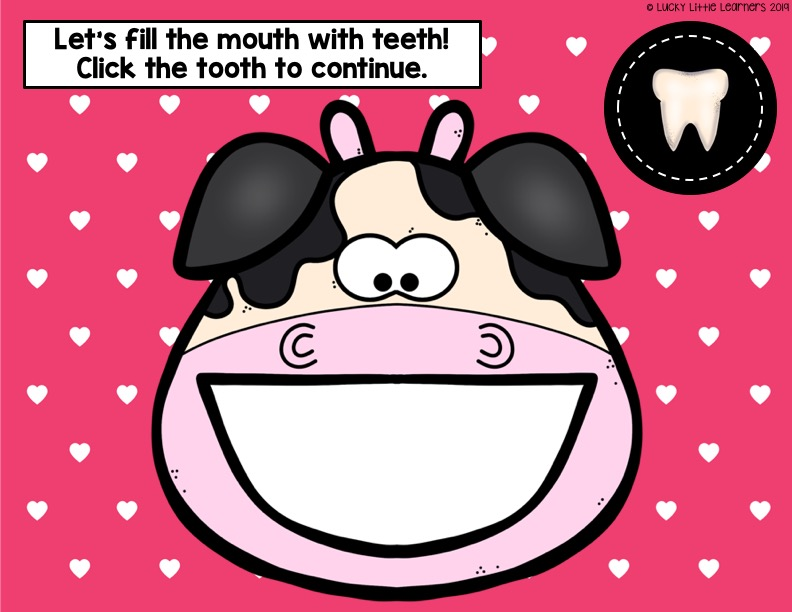 © Lucky Little Learners 2019
Let's fill the mouth with teeth!
Click the tooth to continue.